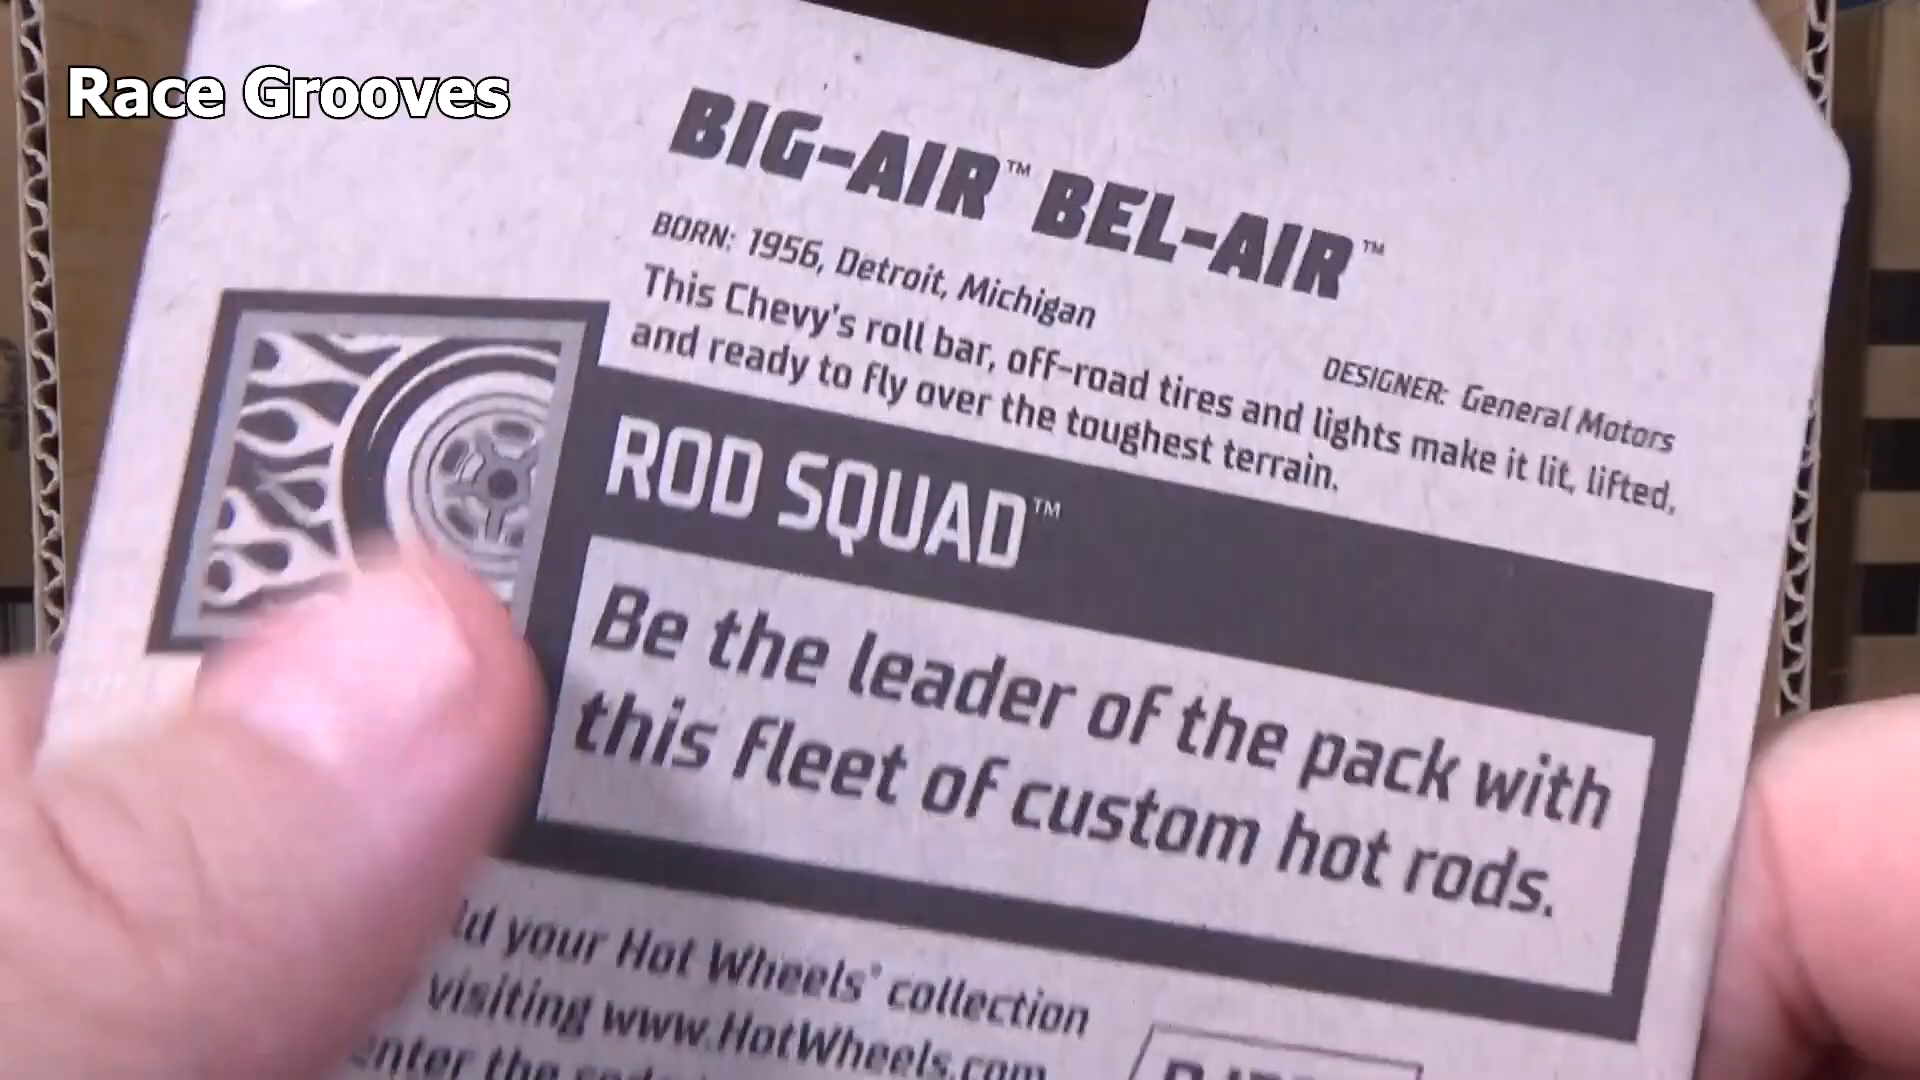 Race Grooves
BIG-AIR™ BEL-AIR™
BORN: 1956, Detroit, Michigan
DESIGNER: General Motors
This Chevy's roll bar, off-road tires and lights make it lit, lifted,
and ready to fly over the toughest terrain.
ROD SQUAD™
Be the leader of the pack with
this fleet of custom hot rods.
your Hot Wheels® collection
visiting www.HotWheels.com
enter the